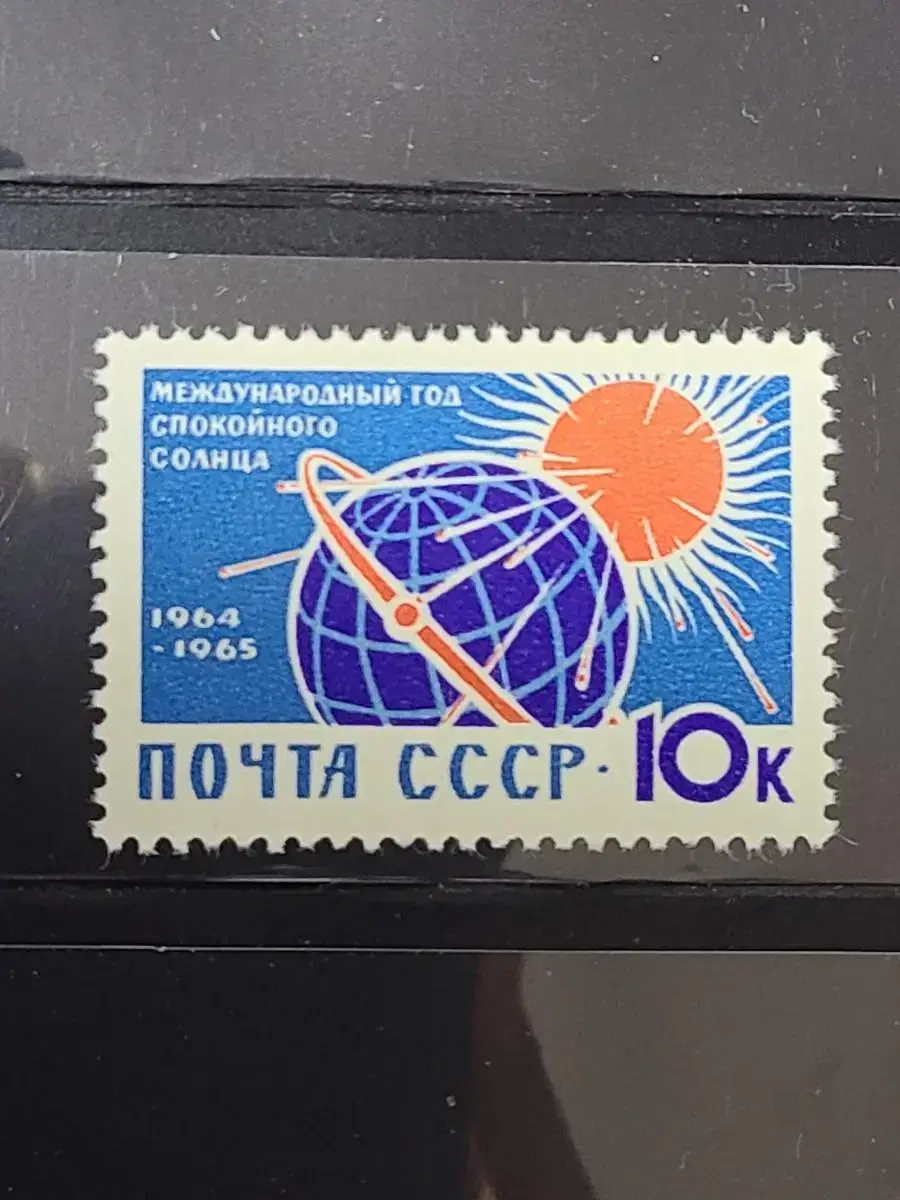 МЕЖДУНАРОДНЫЙ ГОД
СПОКОЙНОГО
СОЛНЦА
1964
-1965
ПОЧТА СССР·10К